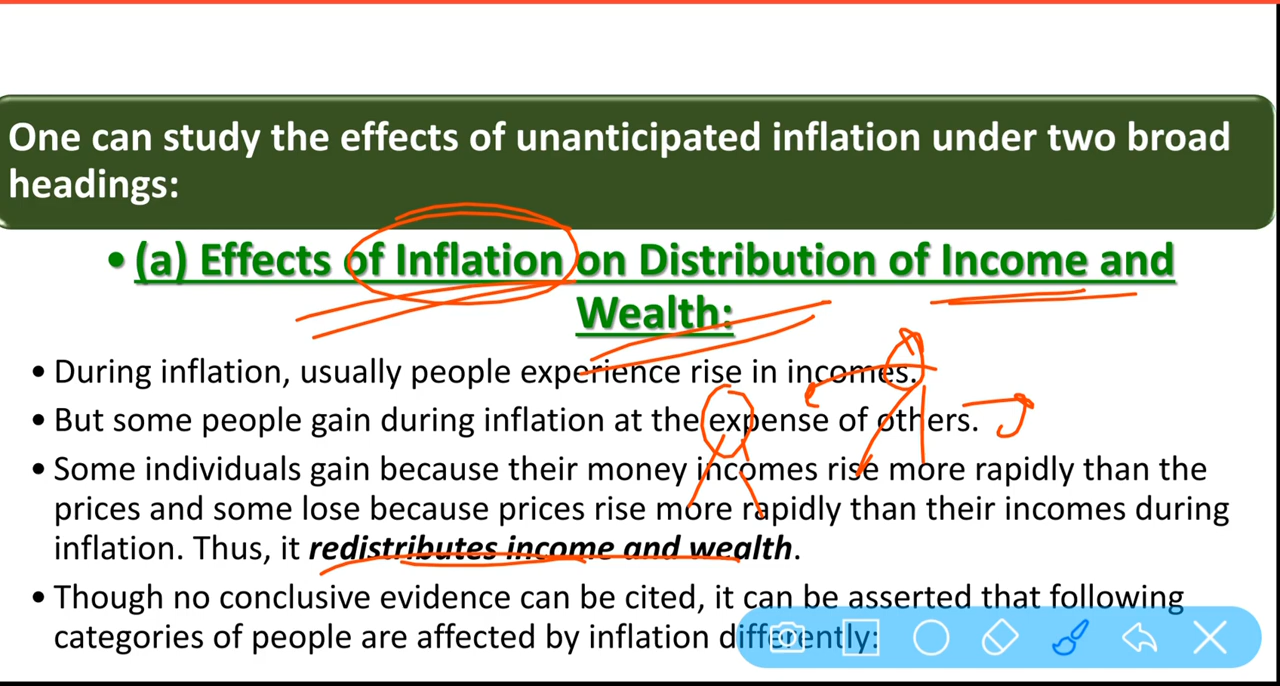 One can study the effects of unanticipated inflation under two broad
headings:
• (a) Effects of Inflation on Distribution of Income and
Wealth:
• During inflation, usually people experience rise in incomes.
• But some people gain during inflation at the expense of others.
• Some individuals gain because their money incomes rise more rapidly than the
prices and some lose because prices rise more rapidly than their incomes during
inflation. Thus, it redistributes income and wealth.
• Though no conclusive evidence can be cited, it can be asserted that following
categories of people are affected by inflation differently: